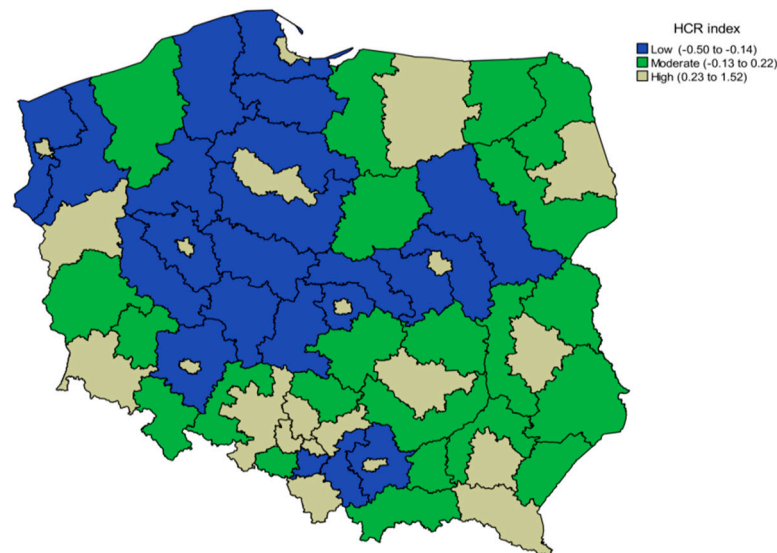 HCR index
Low (-0.50 to -0.14)
Moderate (-0.13 to 0.22)
High (0.23 to 1.52)